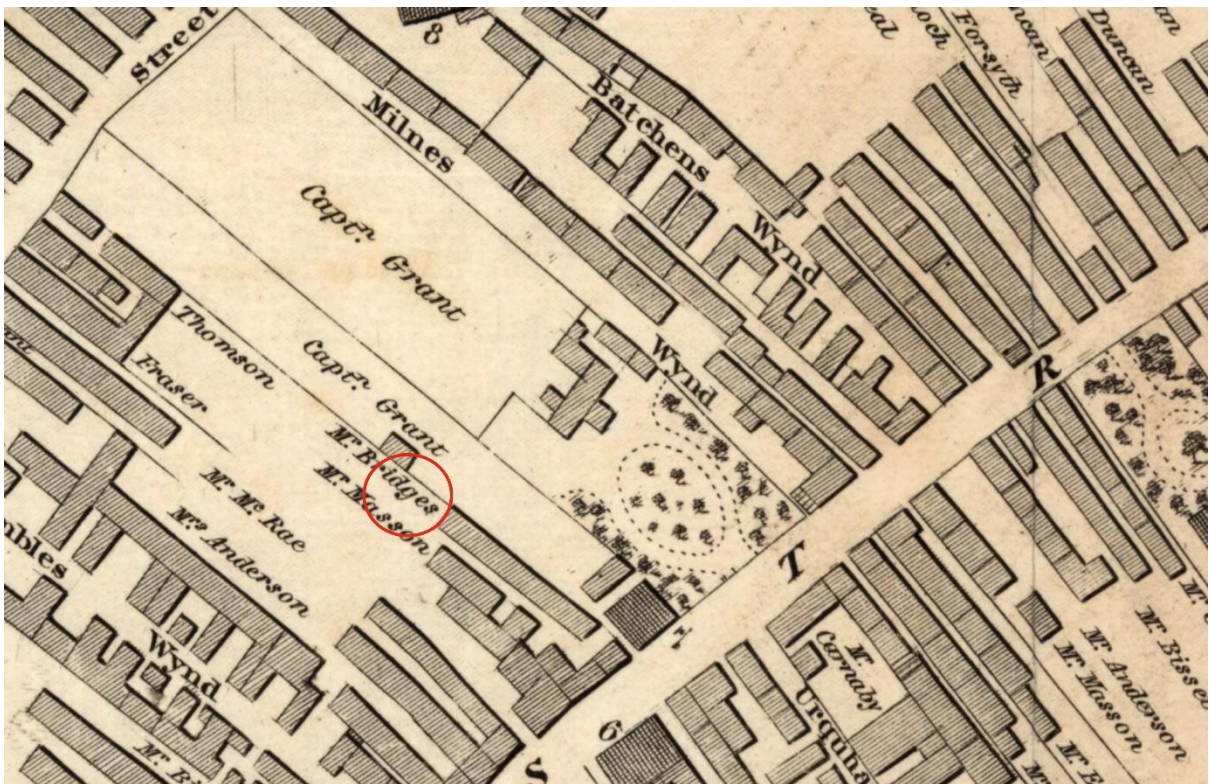 Street
8
Milnes
Batchens
Forsyth
Duncan
Capt.ⁿ Grant
Wynd
Thomson
Fraser
Capt.ⁿ Grant
Wynd
R
Mr. Bridges
Mr. Masson
Mr. Mc. Rae
Mrs. Anderson
Wynd
T
7
Mr. Carnaby
Mr. Bisset
Mr. Anderson
Mr. Masson
6
S